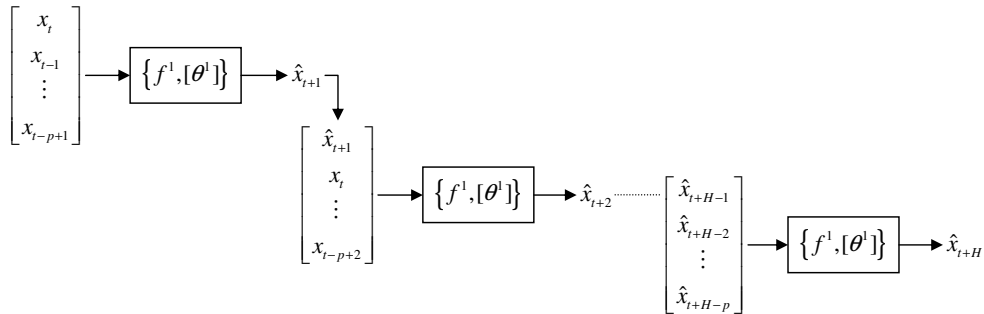 x_t
x_{t-1}
⋮
x_{t-p+1}
{f^1,[θ^1]}
x̂_{t+1}
x̂_{t+1}
x_t
⋮
x_{t-p+2}
{f^1,[θ^1]}
x̂_{t+2}
x̂_{t+H-1}
x̂_{t+H-2}
⋮
x̂_{t+H-p}
{f^1,[θ^1]}
x̂_{t+H}